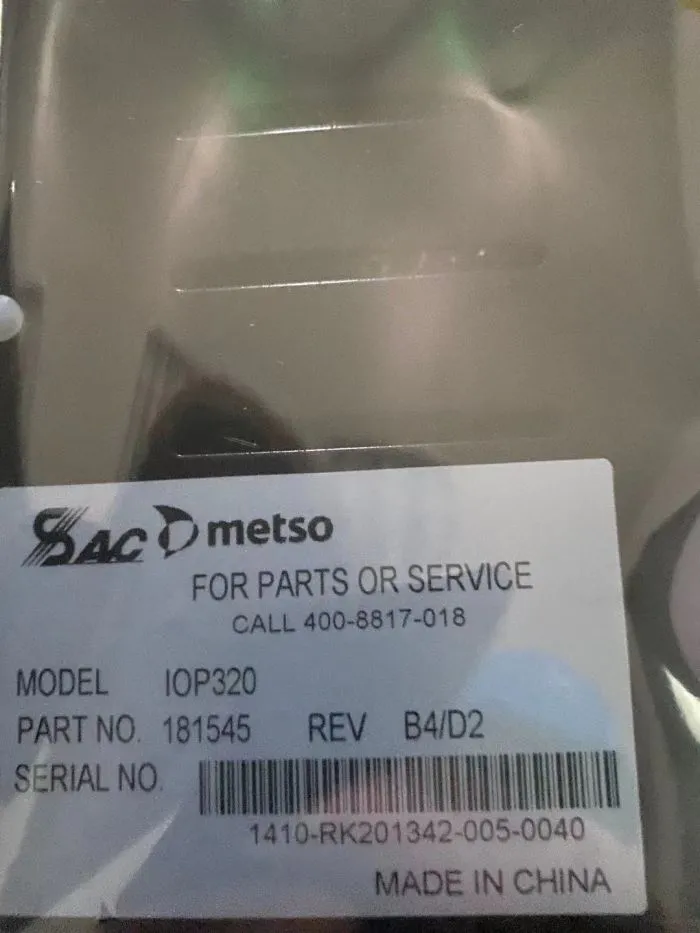 SAC metso
FOR PARTS OR SERVICE
CALL 400-8817-018
MODEL IOP320
PART NO. 181545 REV B4/D2
SERIAL NO.
1410-RK201342-005-0040
MADE IN CHINA